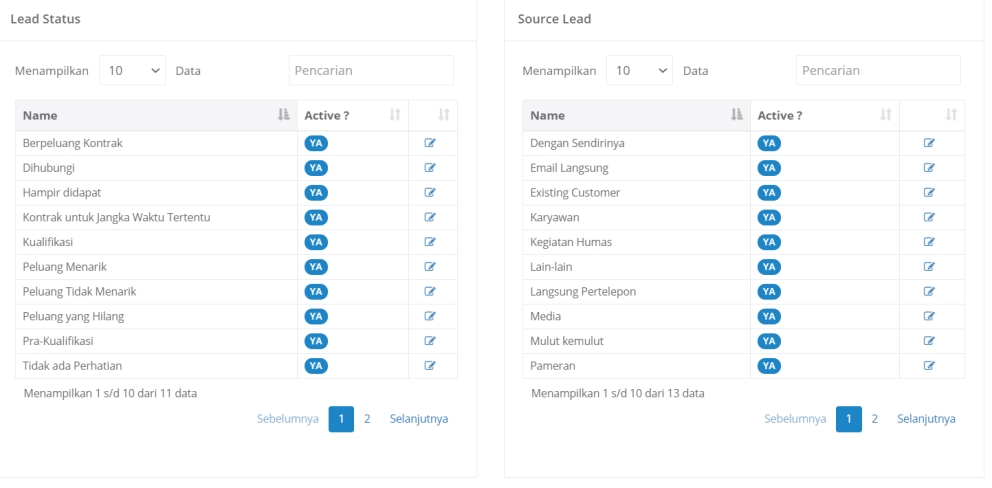 Lead Status
Menampilkan 10 Data Pencarian
Name Active ?
Berpeluang Kontrak YA
Dihubungi YA
Hampir didapat YA
Kontrak untuk Jangka Waktu Tertentu YA
Kualifikasi YA
Peluang Menarik YA
Peluang Tidak Menarik YA
Peluang yang Hilang YA
Pra-Kualifikasi YA
Tidak ada Perhatian YA
Menampilkan 1 s/d 10 dari 11 data
Sebelumnya 1 2 Selanjutnya
Source Lead
Menampilkan 10 Data Pencarian
Name Active ?
Dengan Sendirinya YA
Email Langsung YA
Existing Customer YA
Karyawan YA
Kegiatan Humas YA
Lain-lain YA
Langsung Pertelepon YA
Media YA
Mulut kemulut YA
Pameran YA
Menampilkan 1 s/d 10 dari 13 data
Sebelumnya 1 2 Selanjutnya